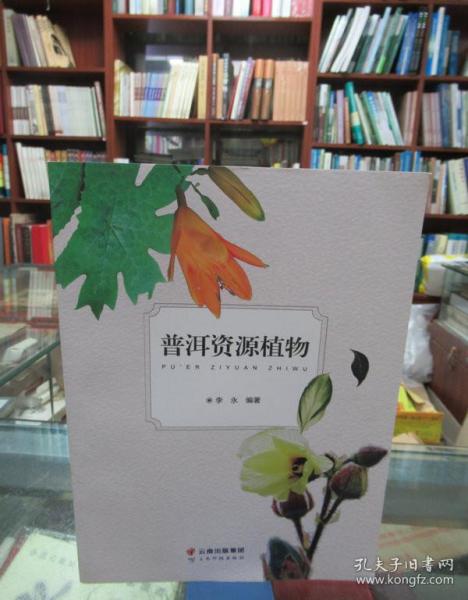 普洱资源植物
PU'ER ZIYUAN ZHIWU
李永 编著
云南出版集团
孔夫子旧书网
www.kongfz.com